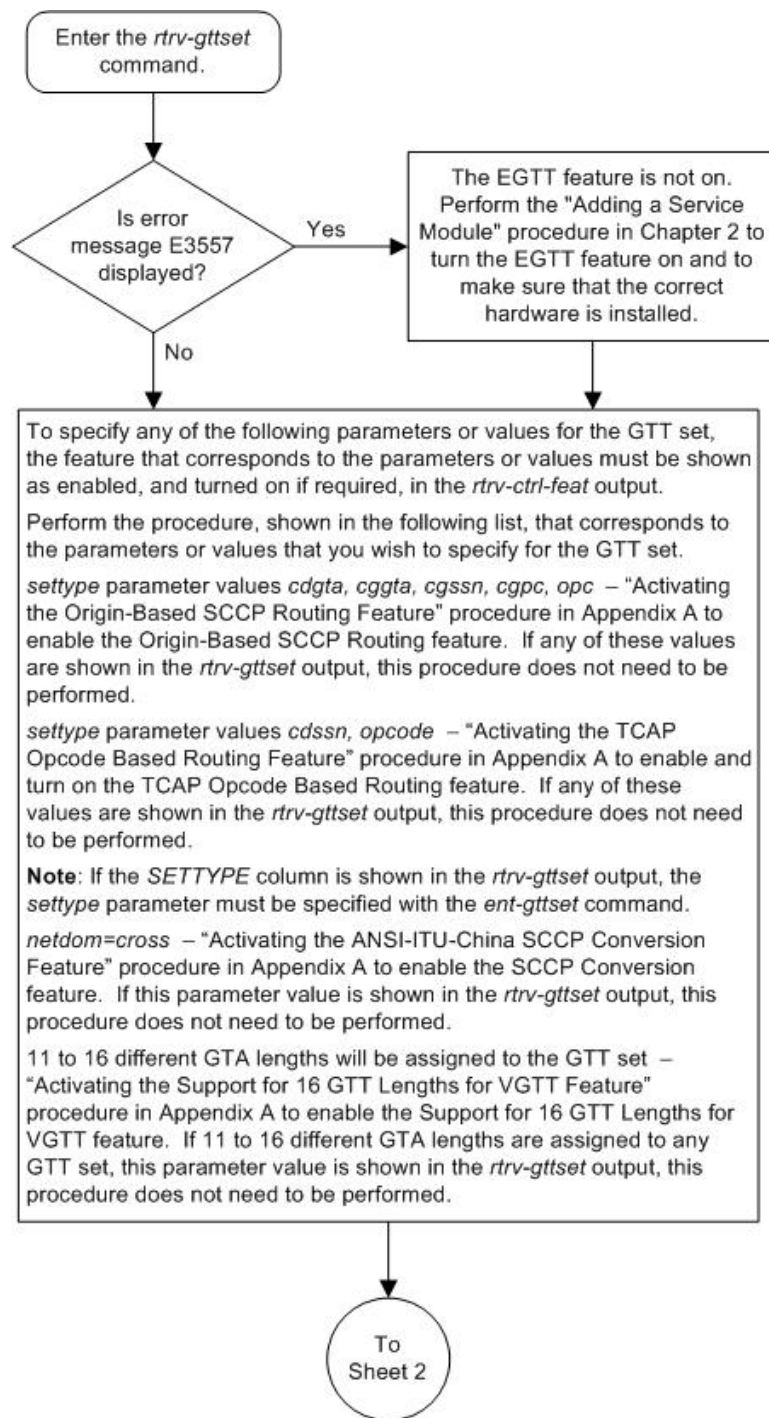 Enter the rtrv-gttset
command.
Is error
message E3557
displayed?
Yes
The EGTT feature is not on.
Perform the "Adding a Service
Module" procedure in Chapter 2 to
turn the EGTT feature on and to
make sure that the correct
hardware is installed.
No
To specify any of the following parameters or values for the GTT set,
the feature that corresponds to the parameters or values must be shown
as enabled, and turned on if required, in the rtrv-ctrl-feat output.
Perform the procedure, shown in the following list, that corresponds to
the parameters or values that you wish to specify for the GTT set.
settype parameter values cdgta, cggta, cgssn, cgpc, opc – “Activating
the Origin-Based SCCP Routing Feature” procedure in Appendix A to
enable the Origin-Based SCCP Routing feature. If any of these values
are shown in the rtrv-gttset output, this procedure does not need to be
performed.
settype parameter values cdssn, opcode – “Activating the TCAP
Opcode Based Routing Feature” procedure in Appendix A to enable and
turn on the TCAP Opcode Based Routing feature. If any of these
values are shown in the rtrv-gttset output, this procedure does not need
to be performed.
Note: If the SETTYPE column is shown in the rtrv-gttset output, the
settype parameter must be specified with the ent-gttset command.
netdom=cross – “Activating the ANSI-ITU-China SCCP Conversion
Feature” procedure in Appendix A to enable the SCCP Conversion
feature. If this parameter value is shown in the rtrv-gttset output, this
procedure does not need to be performed.
11 to 16 different GTA lengths will be assigned to the GTT set –
“Activating the Support for 16 GTT Lengths for VGTT Feature”
procedure in Appendix A to enable the Support for 16 GTT Lengths for
VGTT feature. If 11 to 16 different GTA lengths are assigned to any
GTT set, this parameter value is shown in the rtrv-gttset output, this
procedure does not need to be performed.
To
Sheet 2